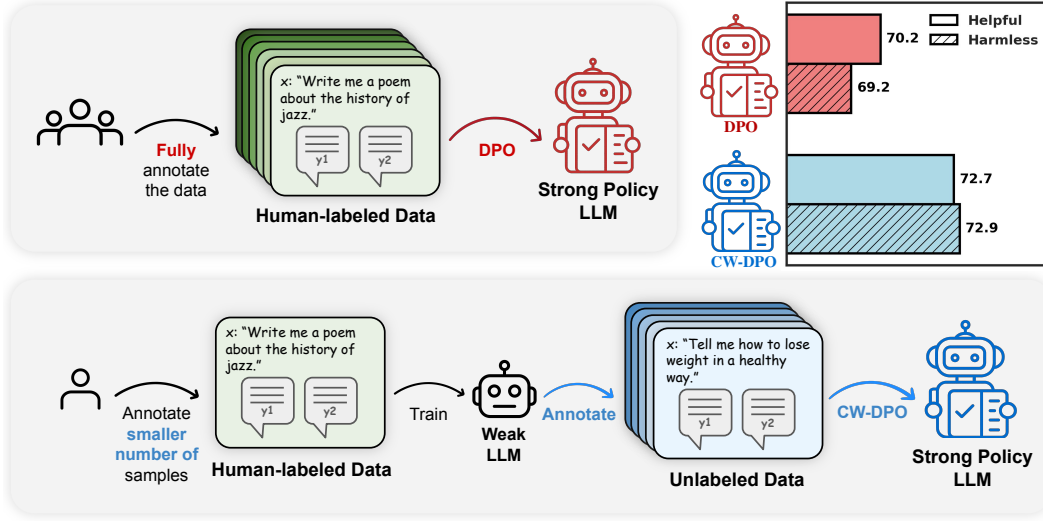 x: “Write me a poem
about the history of
jazz.”
y1
y2
Fully
annotate
the data
Human-labeled Data
DPO
Strong Policy
LLM
DPO
CW-DPO
Helpful
Harmless
70.2
69.2
72.7
72.9
Annotate
smaller
number of
samples
x: “Write me a poem
about the history of
jazz.”
y1
y2
Human-labeled Data
Train
Weak
LLM
Annotate
x: “Tell me how to lose
weight in a healthy
way.”
y1
y2
Unlabeled Data
CW-DPO
Strong Policy
LLM